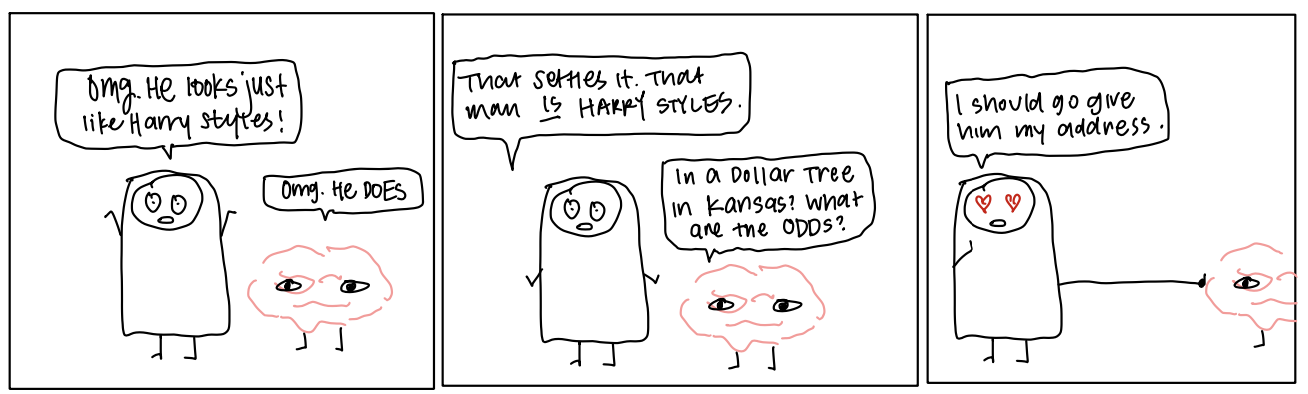 Omg. He looks just
like Harry Styles!
Omg. He DOES
That settles it. That
man IS HARRY STYLES.
In a Dollar Tree
in Kansas? What
are the ODDS?
I should go give
him my address.